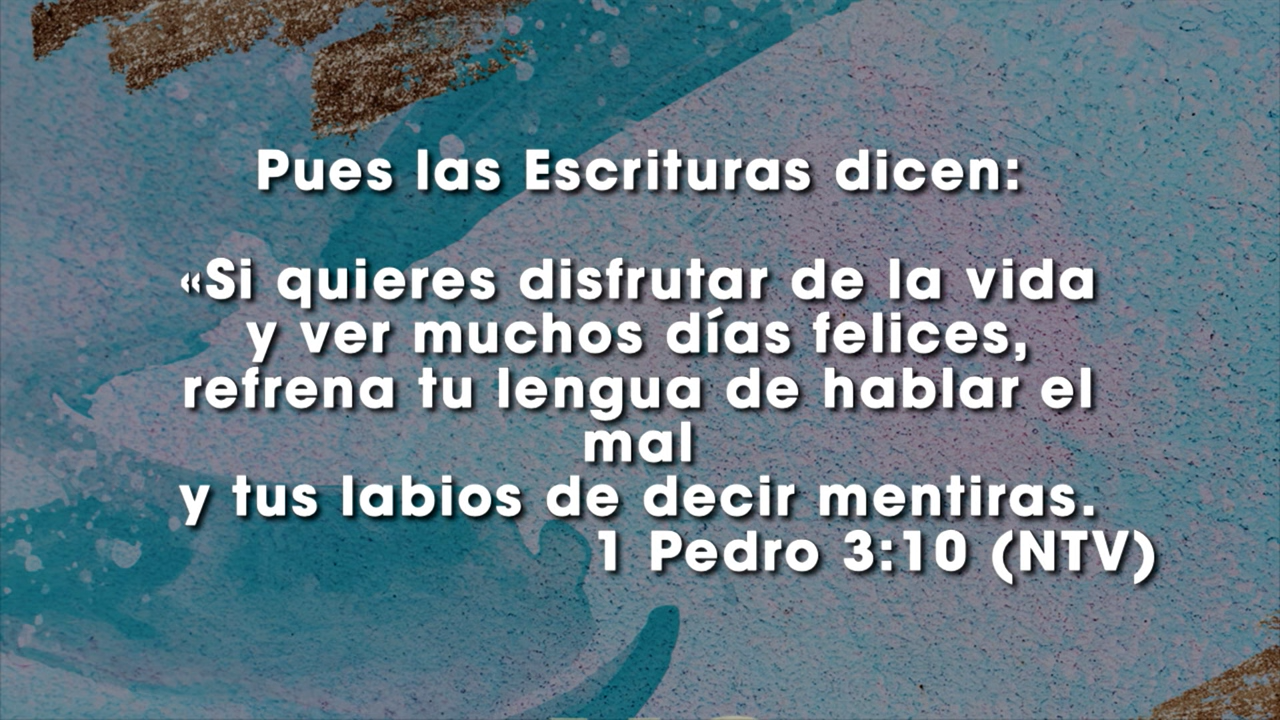 Pues las Escrituras dicen:
«Si quieres disfrutar de la vida
y ver muchos días felices,
refrena tu lengua de hablar el
mal
y tus labios de decir mentiras.
1 Pedro 3:10 (NTV)